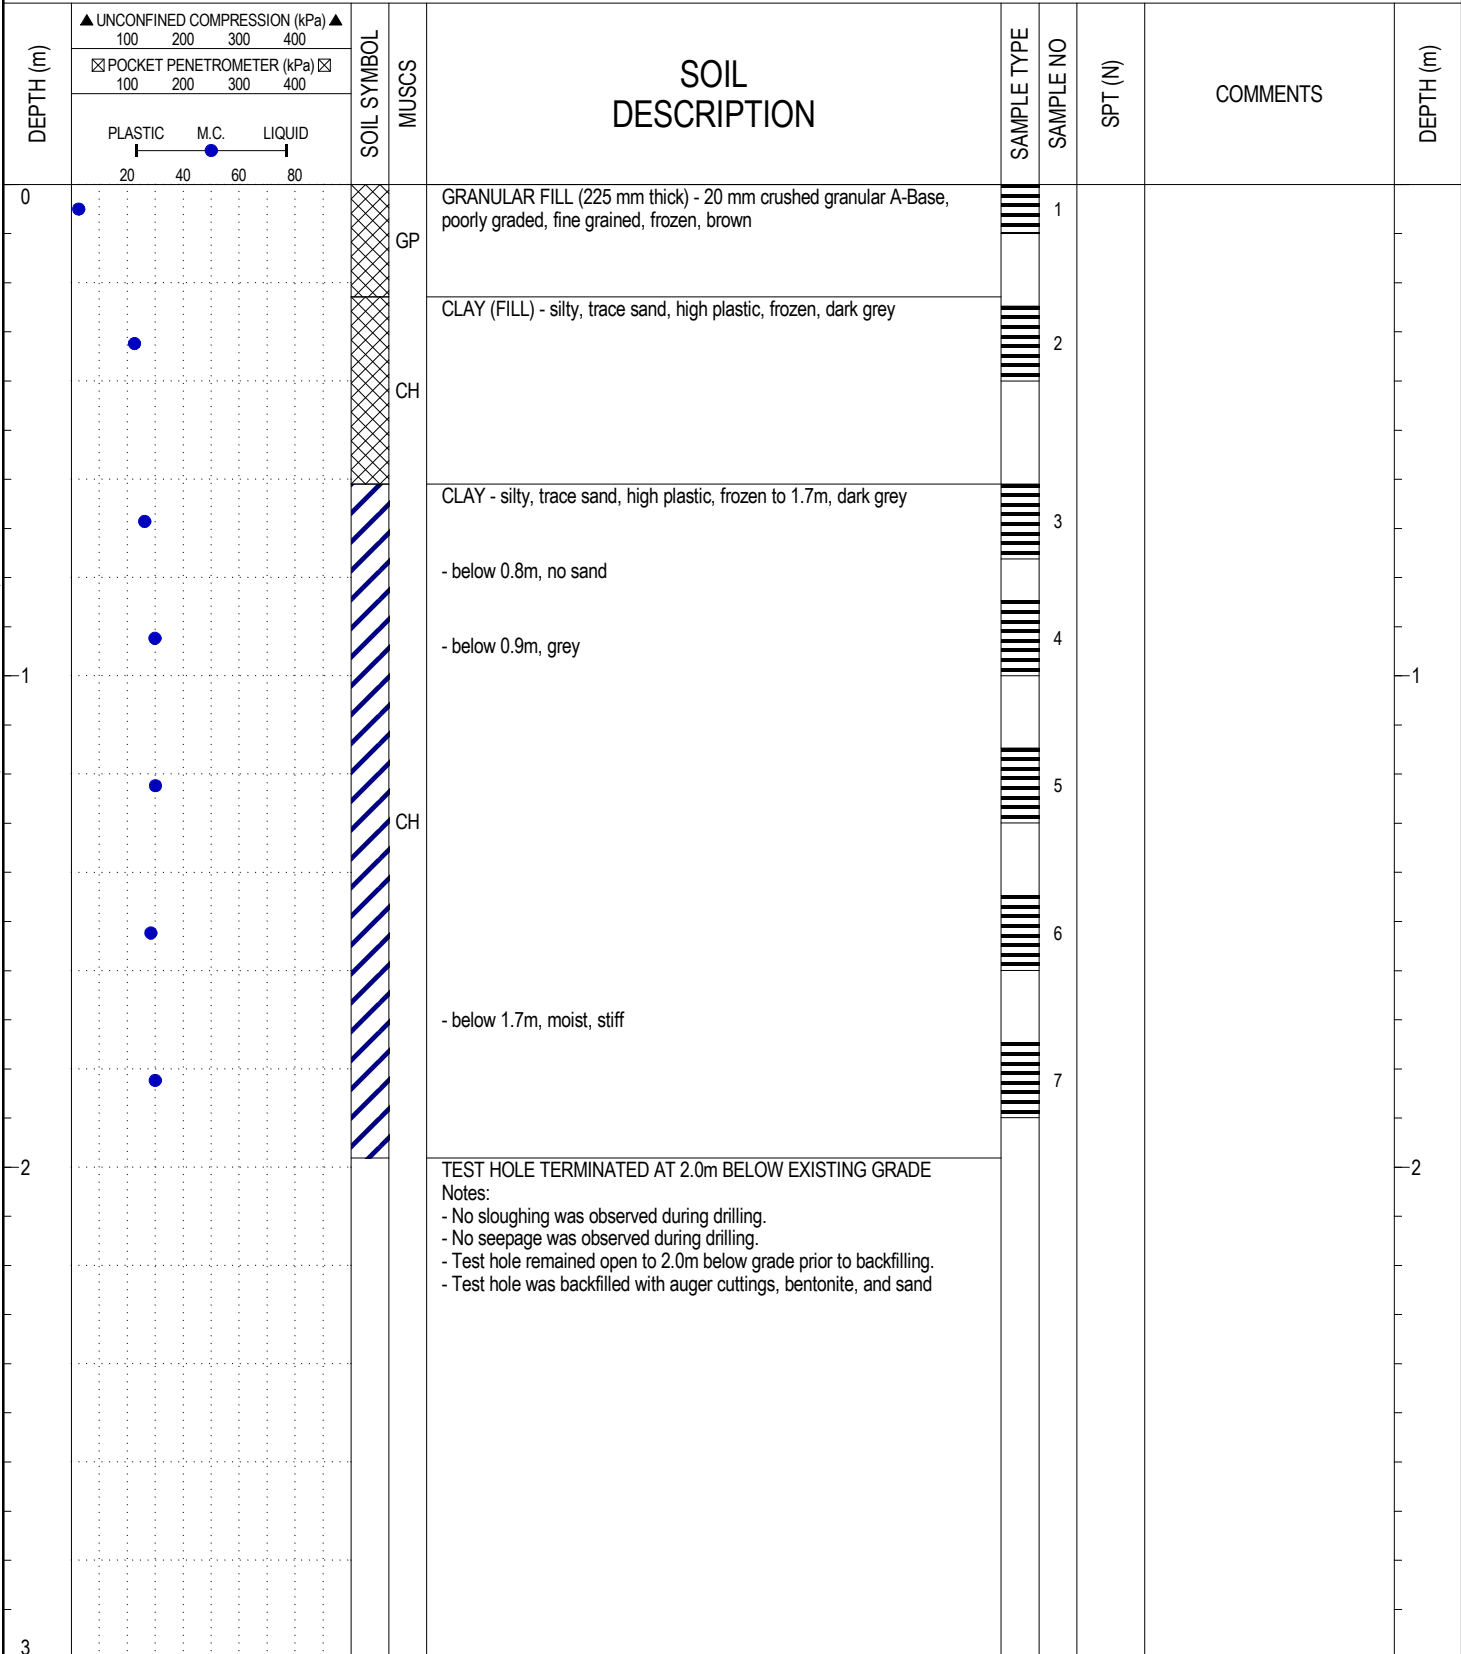 DEPTH (m)
▲ UNCONFINED COMPRESSION (kPa) ▲
100 200 300 400
☒ POCKET PENETROMETER (kPa) ☒
100 200 300 400
PLASTIC M.C. LIQUID
20 40 60 80
SOIL SYMBOL
MUSCS
SOIL
DESCRIPTION
SAMPLE TYPE
SAMPLE NO
SPT (N)
COMMENTS
DEPTH (m)
0
GRANULAR FILL (225 mm thick) - 20 mm crushed granular A-Base,
poorly graded, fine grained, frozen, brown
1
GP
CLAY (FILL) - silty, trace sand, high plastic, frozen, dark grey
2
CH
CLAY - silty, trace sand, high plastic, frozen to 1.7m, dark grey
3
- below 0.8m, no sand
4
- below 0.9m, grey
1
1
5
CH
6
- below 1.7m, moist, stiff
7
2
2
TEST HOLE TERMINATED AT 2.0m BELOW EXISTING GRADE
Notes:
- No sloughing was observed during drilling.
- No seepage was observed during drilling.
- Test hole remained open to 2.0m below grade prior to backfilling.
- Test hole was backfilled with auger cuttings, bentonite, and sand
3